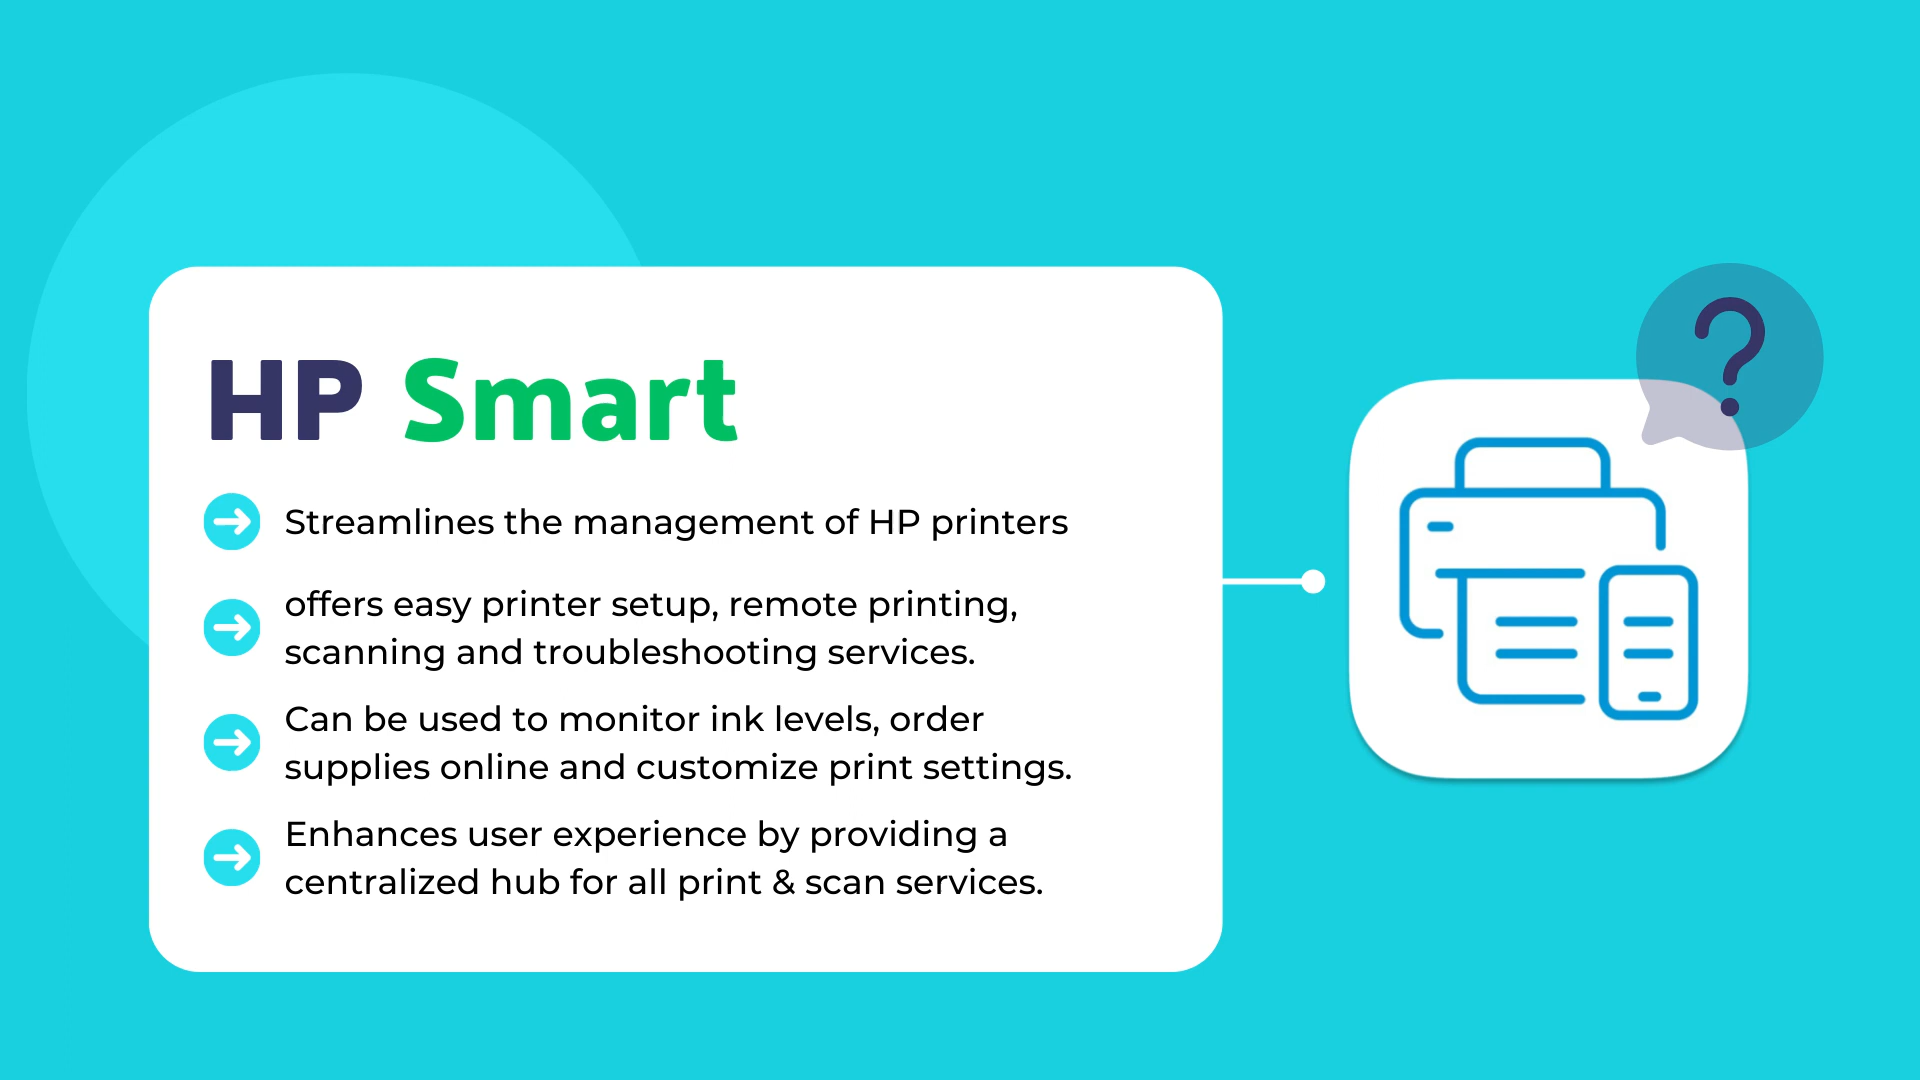 HP Smart
Streamlines the management of HP printers
offers easy printer setup, remote printing,
scanning and troubleshooting services.
Can be used to monitor ink levels, order
supplies online and customize print settings.
Enhances user experience by providing a
centralized hub for all print & scan services.
?